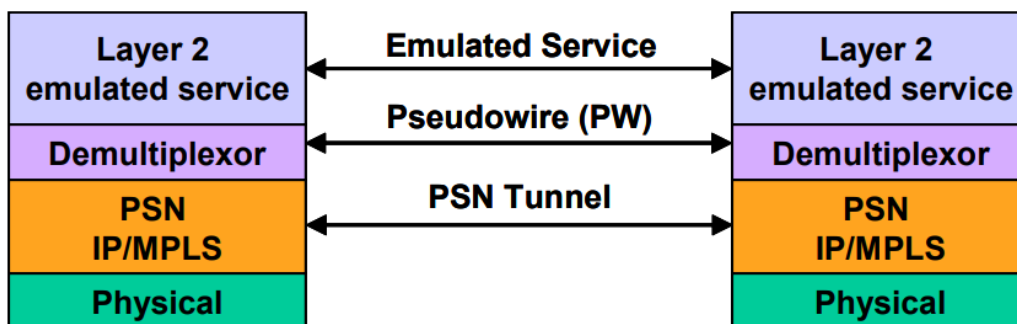 Layer 2
emulated service
Demultiplexor
PSN
IP/MPLS
Physical
Emulated Service
Pseudowire (PW)
PSN Tunnel
Layer 2
emulated service
Demultiplexor
PSN
IP/MPLS
Physical